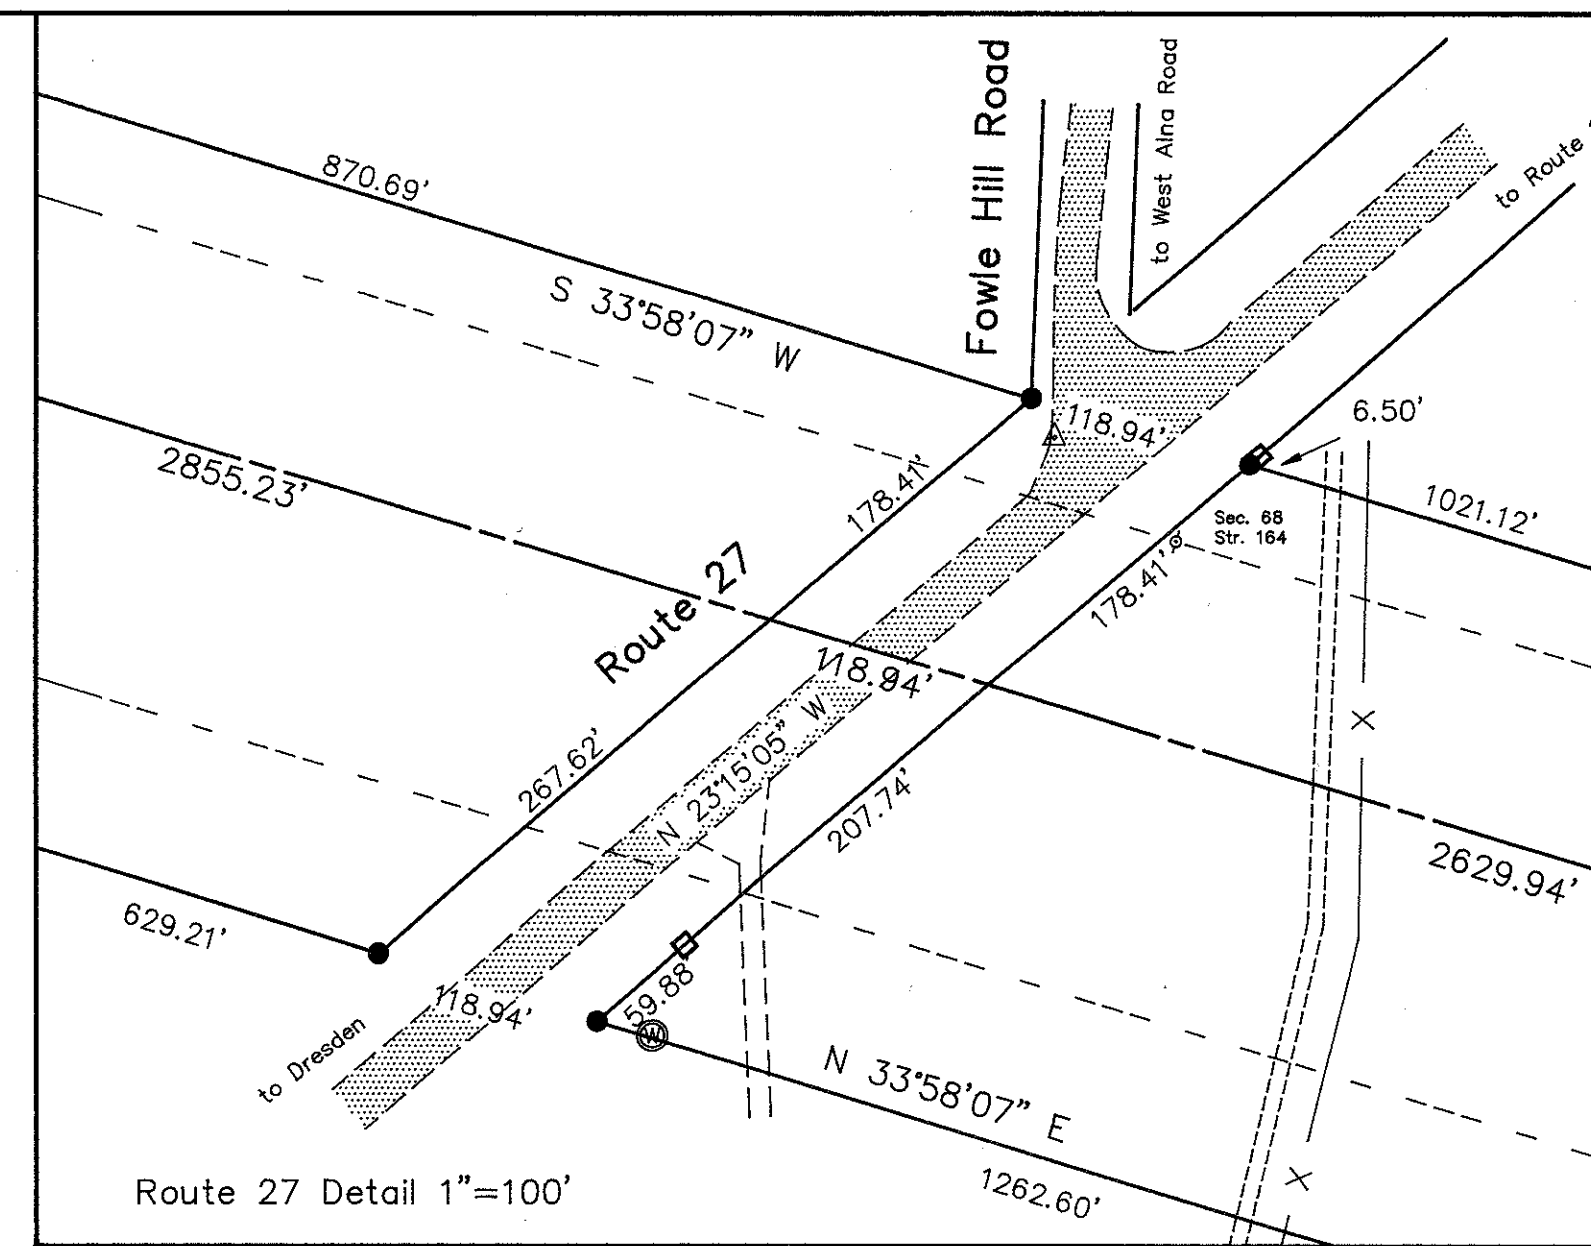 Fowle Hill Road
to West Alna Road
to Route
870.69'
S 33°58'07" W
118.94'
6.50'
2855.23'
178.41'
1021.12'
Sec. 68
Str. 164
178.41'
Route 27
118.94'
N 23°15'05" W
267.62'
207.74'
2629.94'
629.21'
59.88'
118.94'
W
to Dresden
N 33°58'07" E
1262.60'
Route 27 Detail 1"=100'